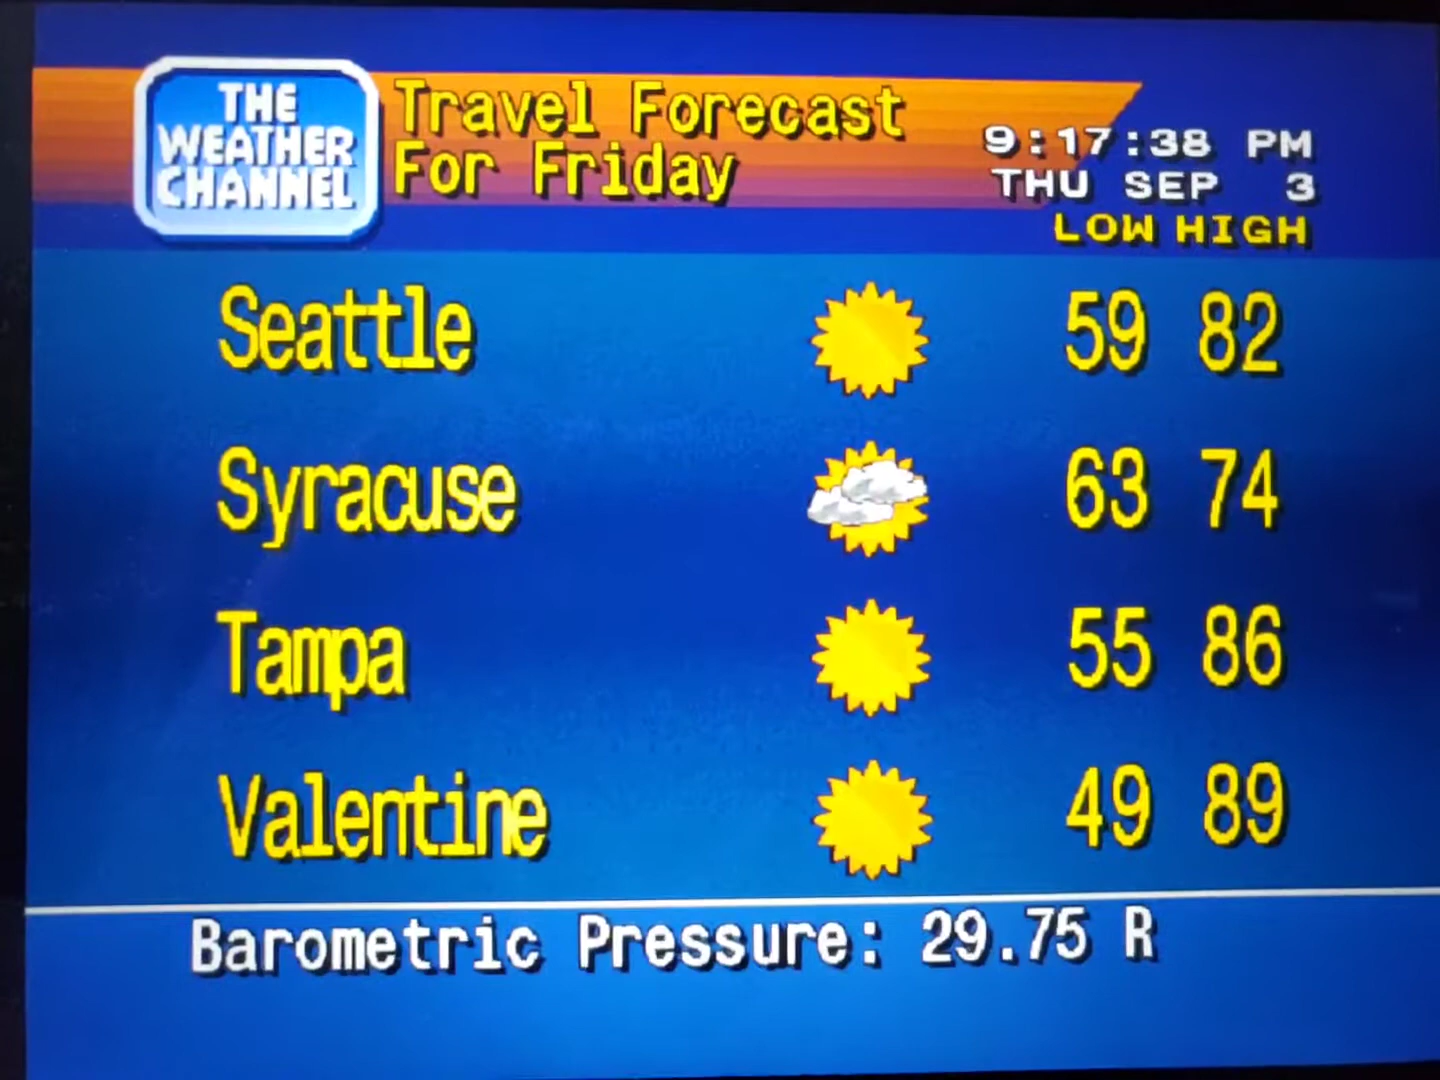 THE
WEATHER
CHANNEL
Travel Forecast
For Friday
9:17:38 PM
THU SEP 3
LOW HIGH
Seattle 59 82
Syracuse 63 74
Tampa 55 86
Valentine 49 89
Barometric Pressure: 29.75 R